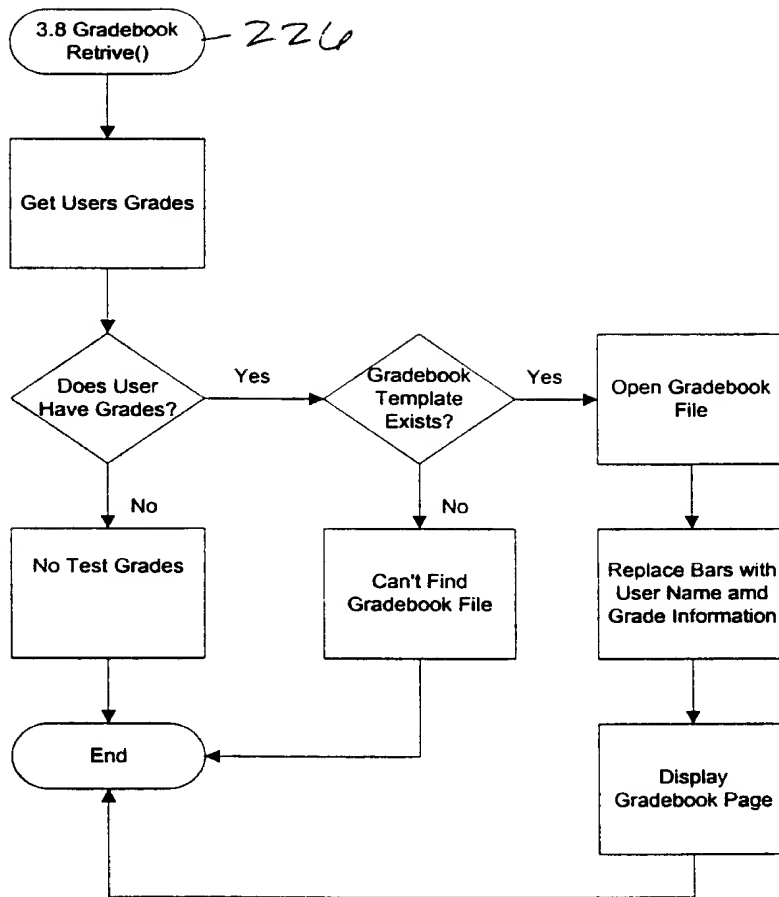 3.8 Gradebook
Retrive()
226
Get Users Grades
Does User
Have Grades?
Yes
Gradebook
Template
Exists?
Yes
Open Gradebook
File
No
No
No Test Grades
Can't Find
Gradebook File
Replace Bars with
User Name amd
Grade Information
End
Display
Gradebook Page